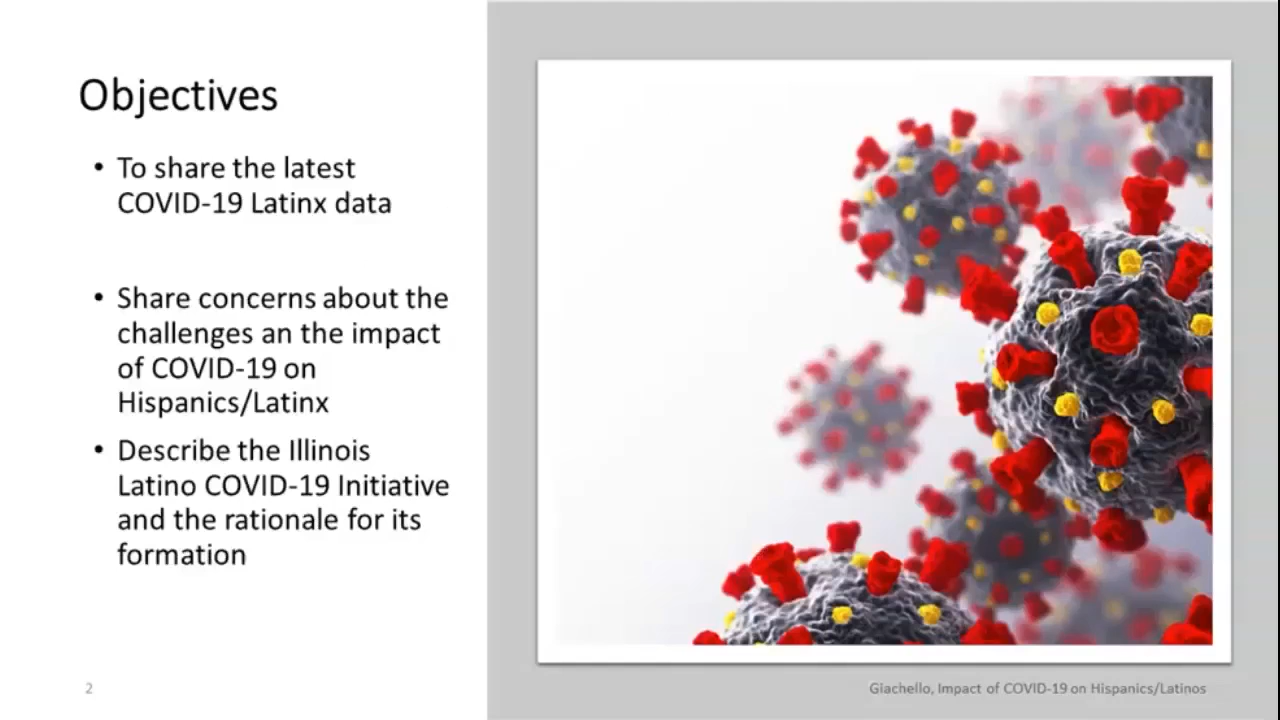 Objectives
• To share the latest
COVID-19 Latinx data
• Share concerns about the
challenges an the impact
of COVID-19 on
Hispanics/Latinx
• Describe the Illinois
Latino COVID-19 Initiative
and the rationale for its
formation
2
Giachello, Impact of COVID-19 on Hispanics/Latinos